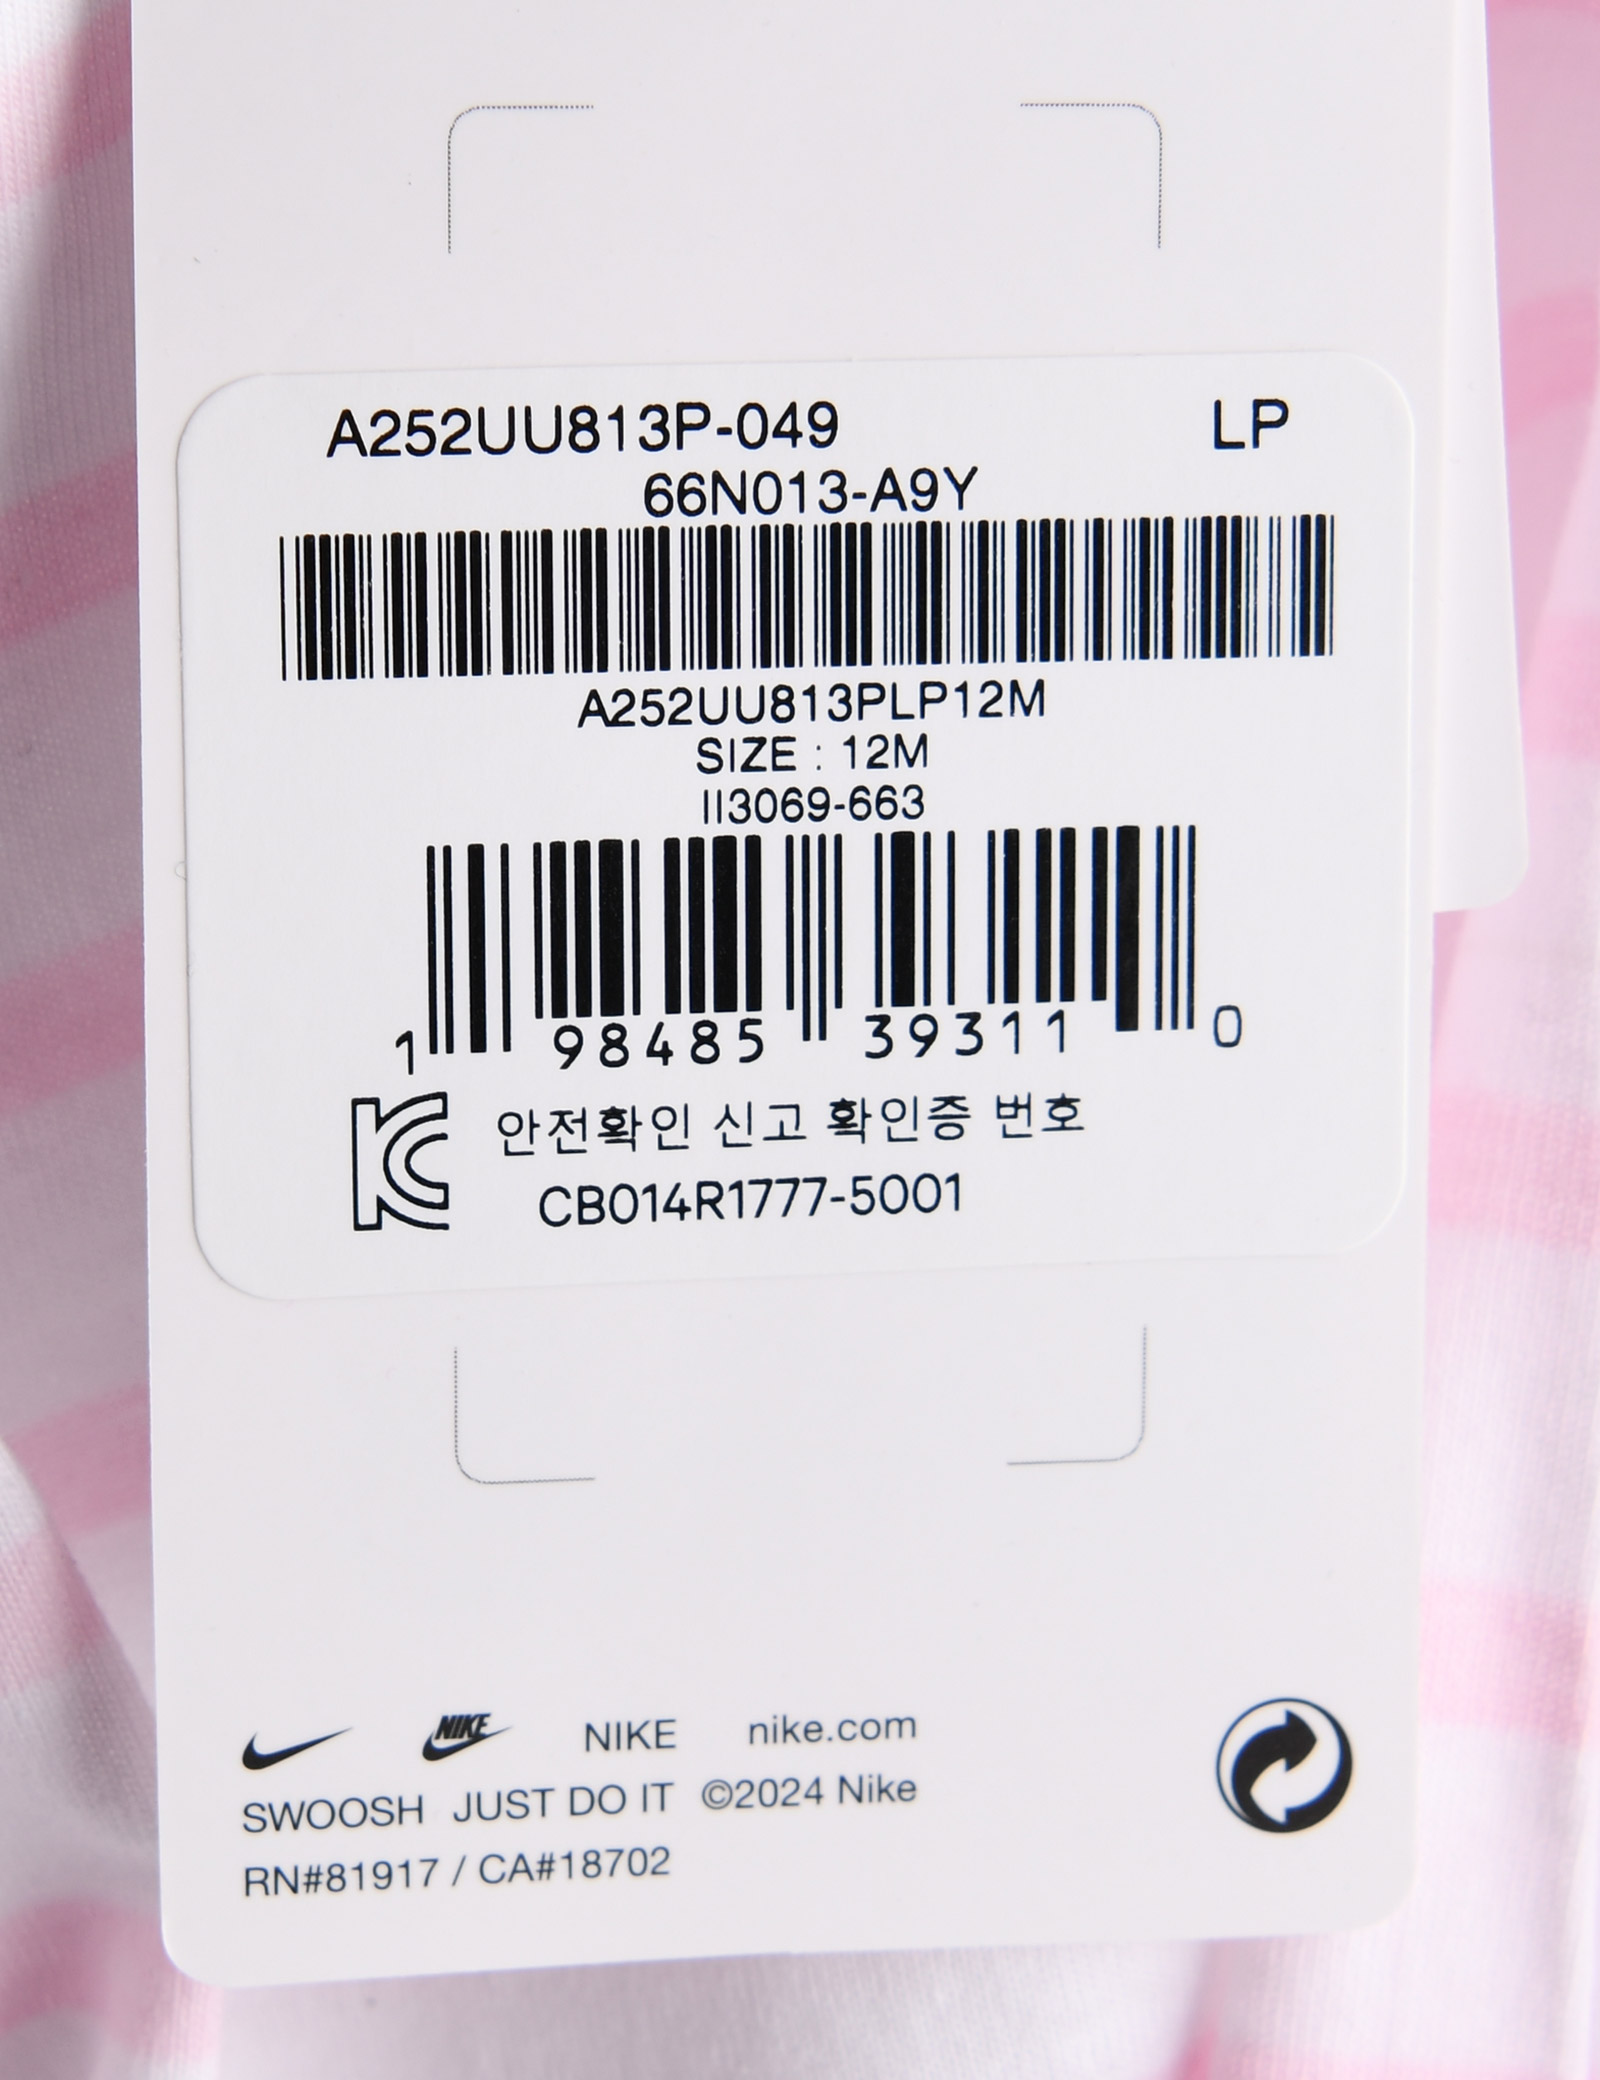 A252UU813P-049 LP
66N013-A9Y
A252UU813PLP12M
SIZE : 12M
II3069-663
1 98485 39311 0
안전확인 신고 확인증 번호
CB014R1777-5001
NIKE NIKE nike.com
SWOOSH JUST DO IT ©2024 Nike
RN#81917 / CA#18702